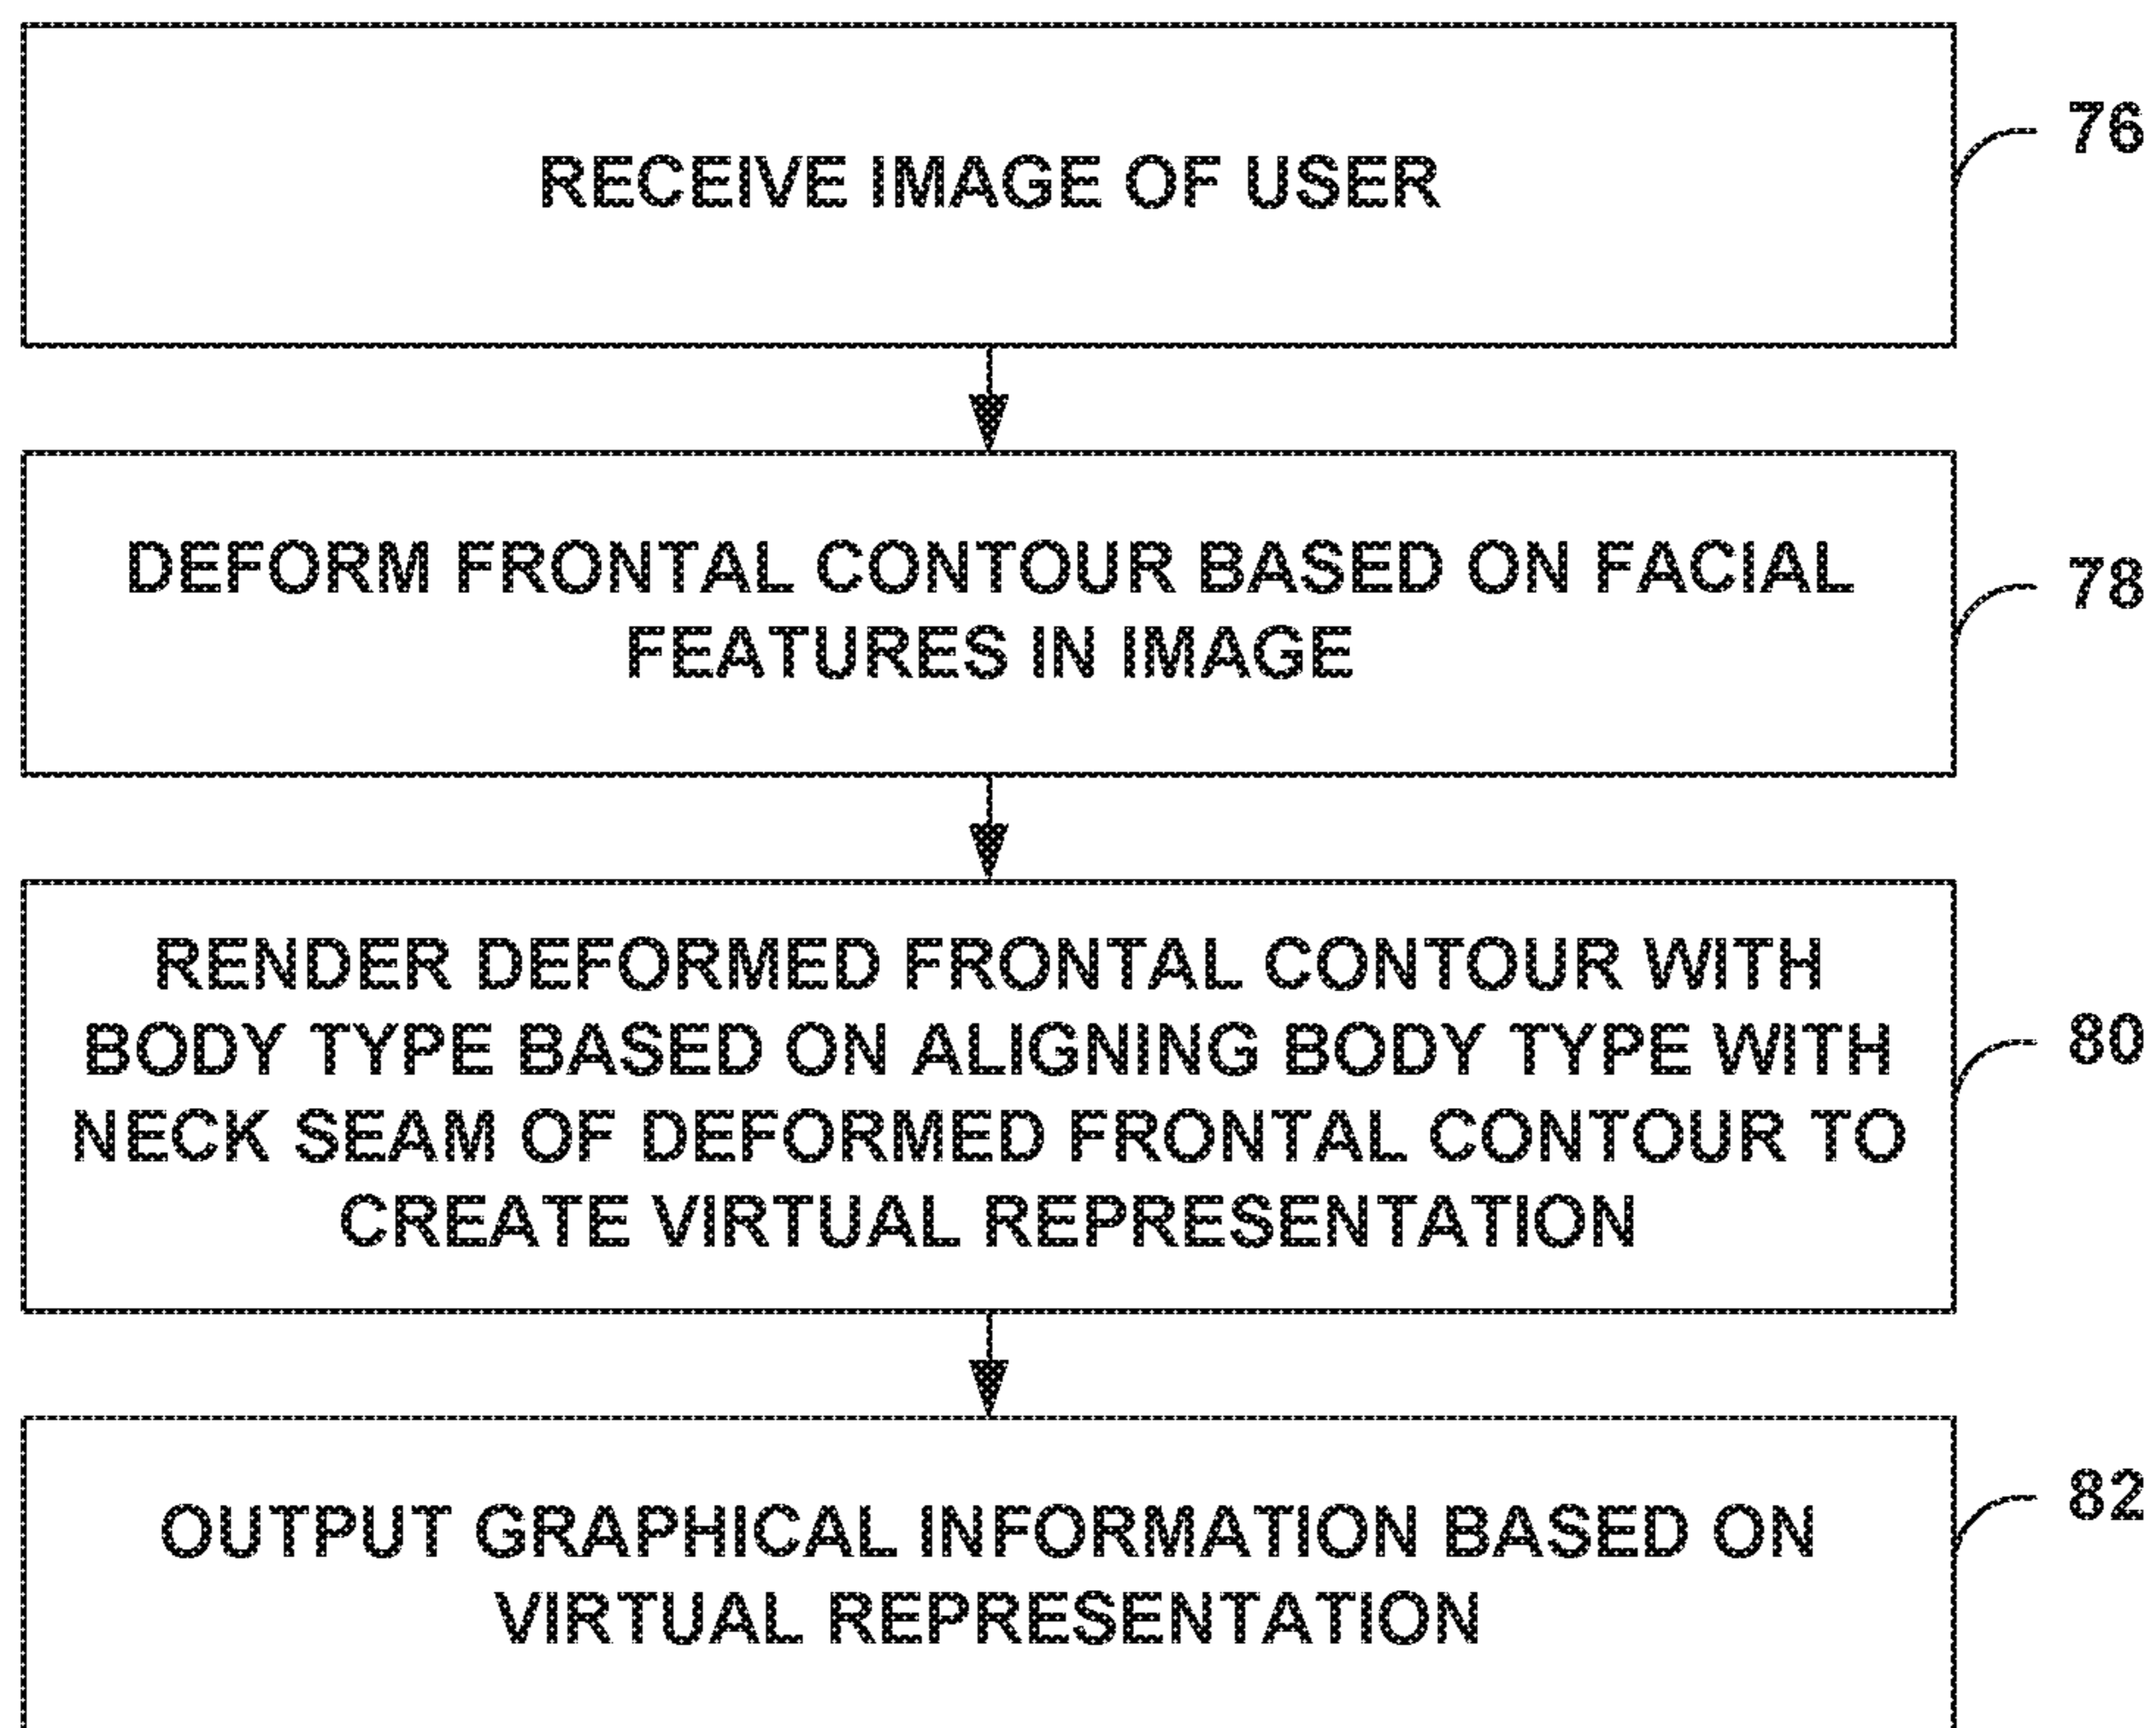 RECEIVE IMAGE OF USER
76
DEFORM FRONTAL CONTOUR BASED ON FACIAL
FEATURES IN IMAGE
78
RENDER DEFORMED FRONTAL CONTOUR WITH
BODY TYPE BASED ON ALIGNING BODY TYPE WITH
NECK SEAM OF DEFORMED FRONTAL CONTOUR TO
CREATE VIRTUAL REPRESENTATION
80
OUTPUT GRAPHICAL INFORMATION BASED ON
VIRTUAL REPRESENTATION
82